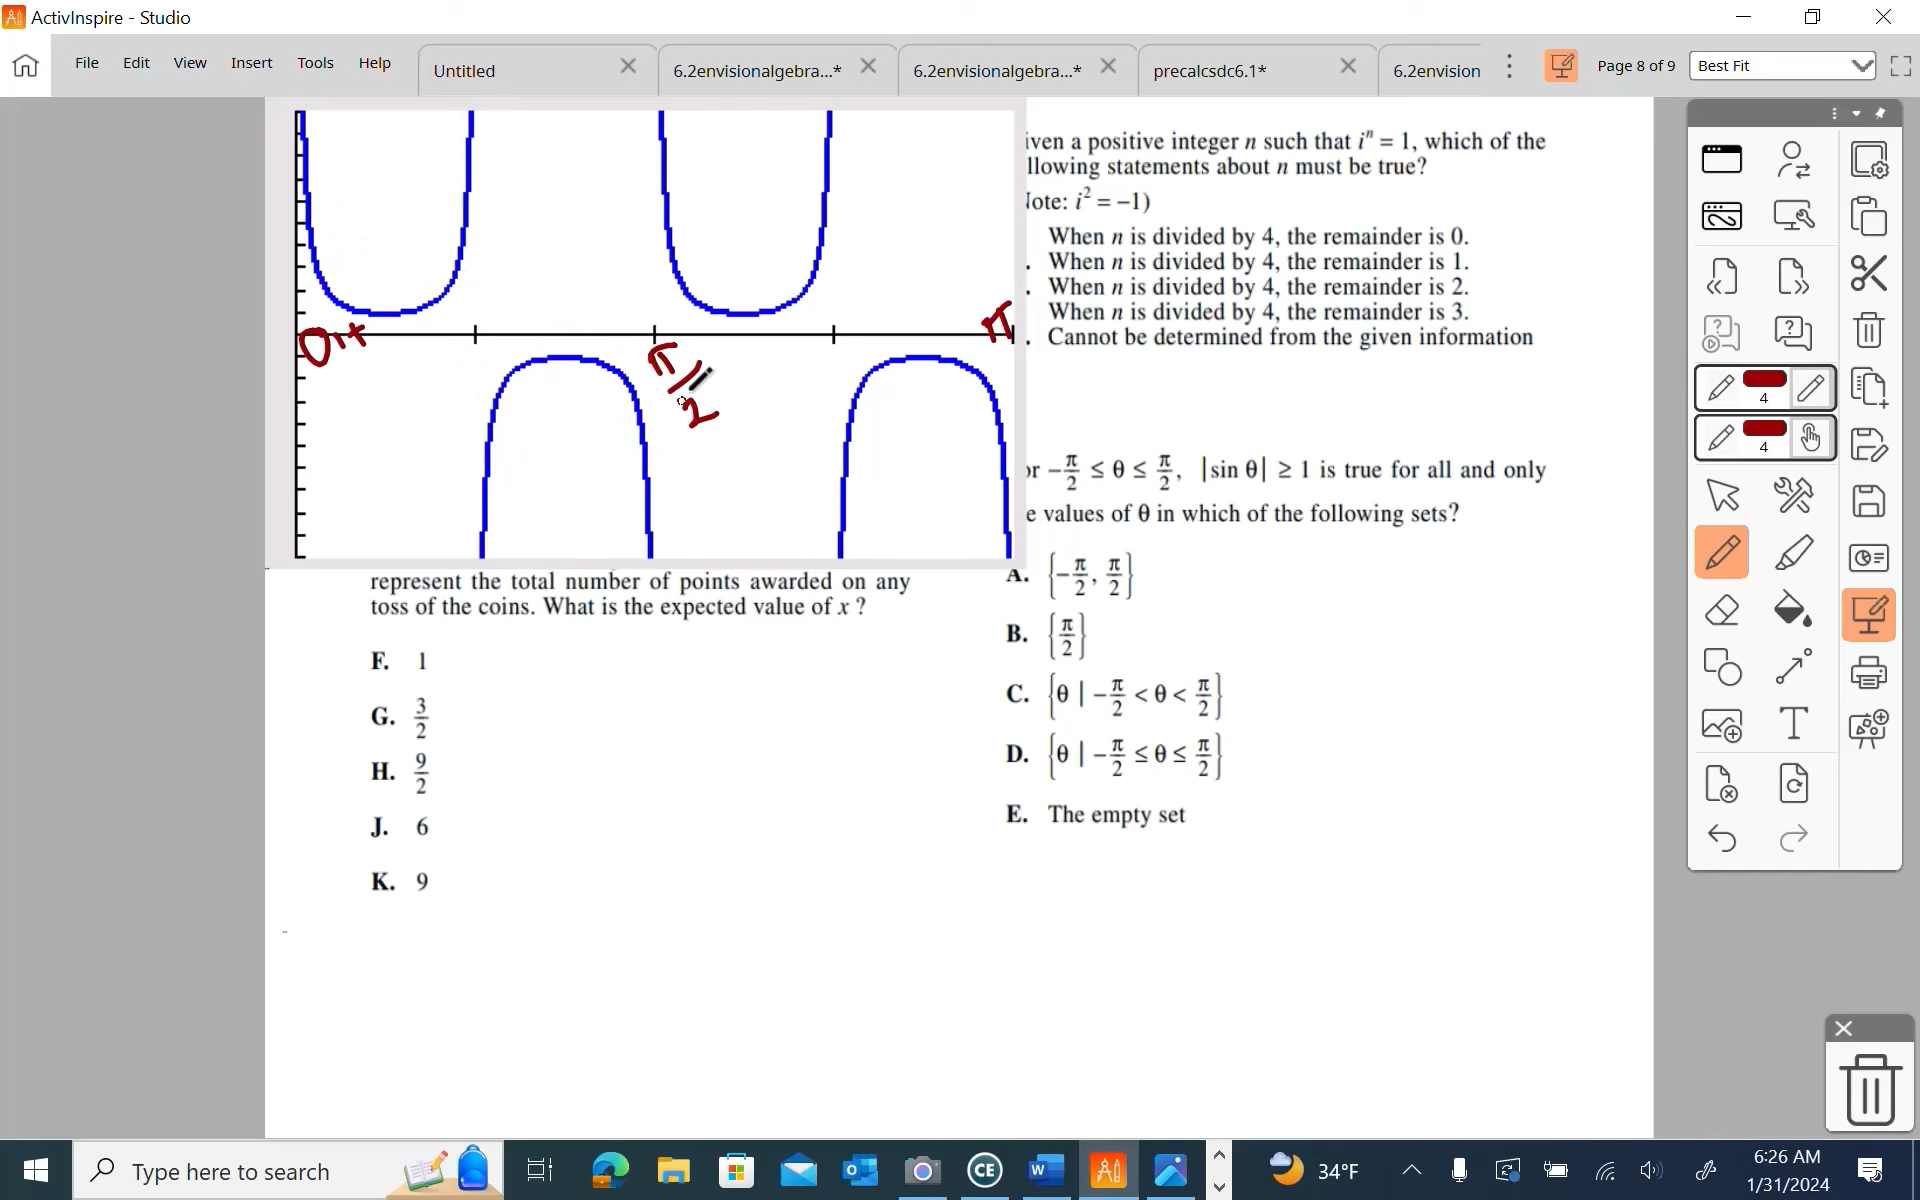 ActivInspire - Studio
File Edit View Insert Tools Help
Untitled
6.2envisionalgebra...*
6.2envisionalgebra...*
precalcsdc6.1*
6.2envision
Page 8 of 9
Best Fit
iven a positive integer n such that iⁿ = 1, which of the
llowing statements about n must be true?
ote: i² = −1)
When n is divided by 4, the remainder is 0.
. When n is divided by 4, the remainder is 1.
. When n is divided by 4, the remainder is 2.
When n is divided by 4, the remainder is 3.
. Cannot be determined from the given information
π
π/2
or −π/2 ≤ θ ≤ π/2, |sin θ| ≥ 1 is true for all and only
e values of θ in which of the following sets?
A. {−π/2, π/2}
B. {π/2}
C. {θ | −π/2 < θ < π/2}
D. {θ | −π/2 ≤ θ ≤ π/2}
E. The empty set
represent the total number of points awarded on any
toss of the coins. What is the expected value of x ?
F. 1
G. 3/2
H. 9/2
J. 6
K. 9
4
4
Type here to search
CE
34°F
6:26 AM
1/31/2024